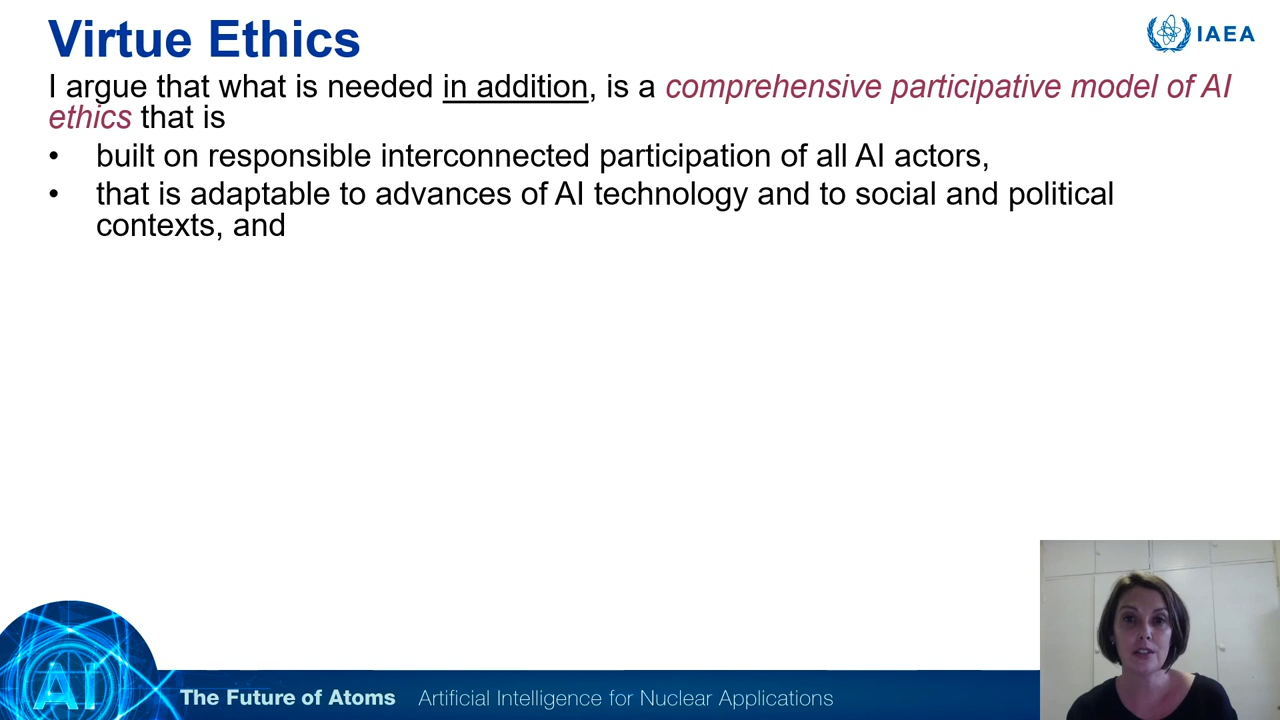 Virtue Ethics
IAEA
I argue that what is needed in addition, is a comprehensive participative model of AI
ethics that is
• built on responsible interconnected participation of all AI actors,
• that is adaptable to advances of AI technology and to social and political
contexts, and
AI
The Future of Atoms Artificial Intelligence for Nuclear Applications